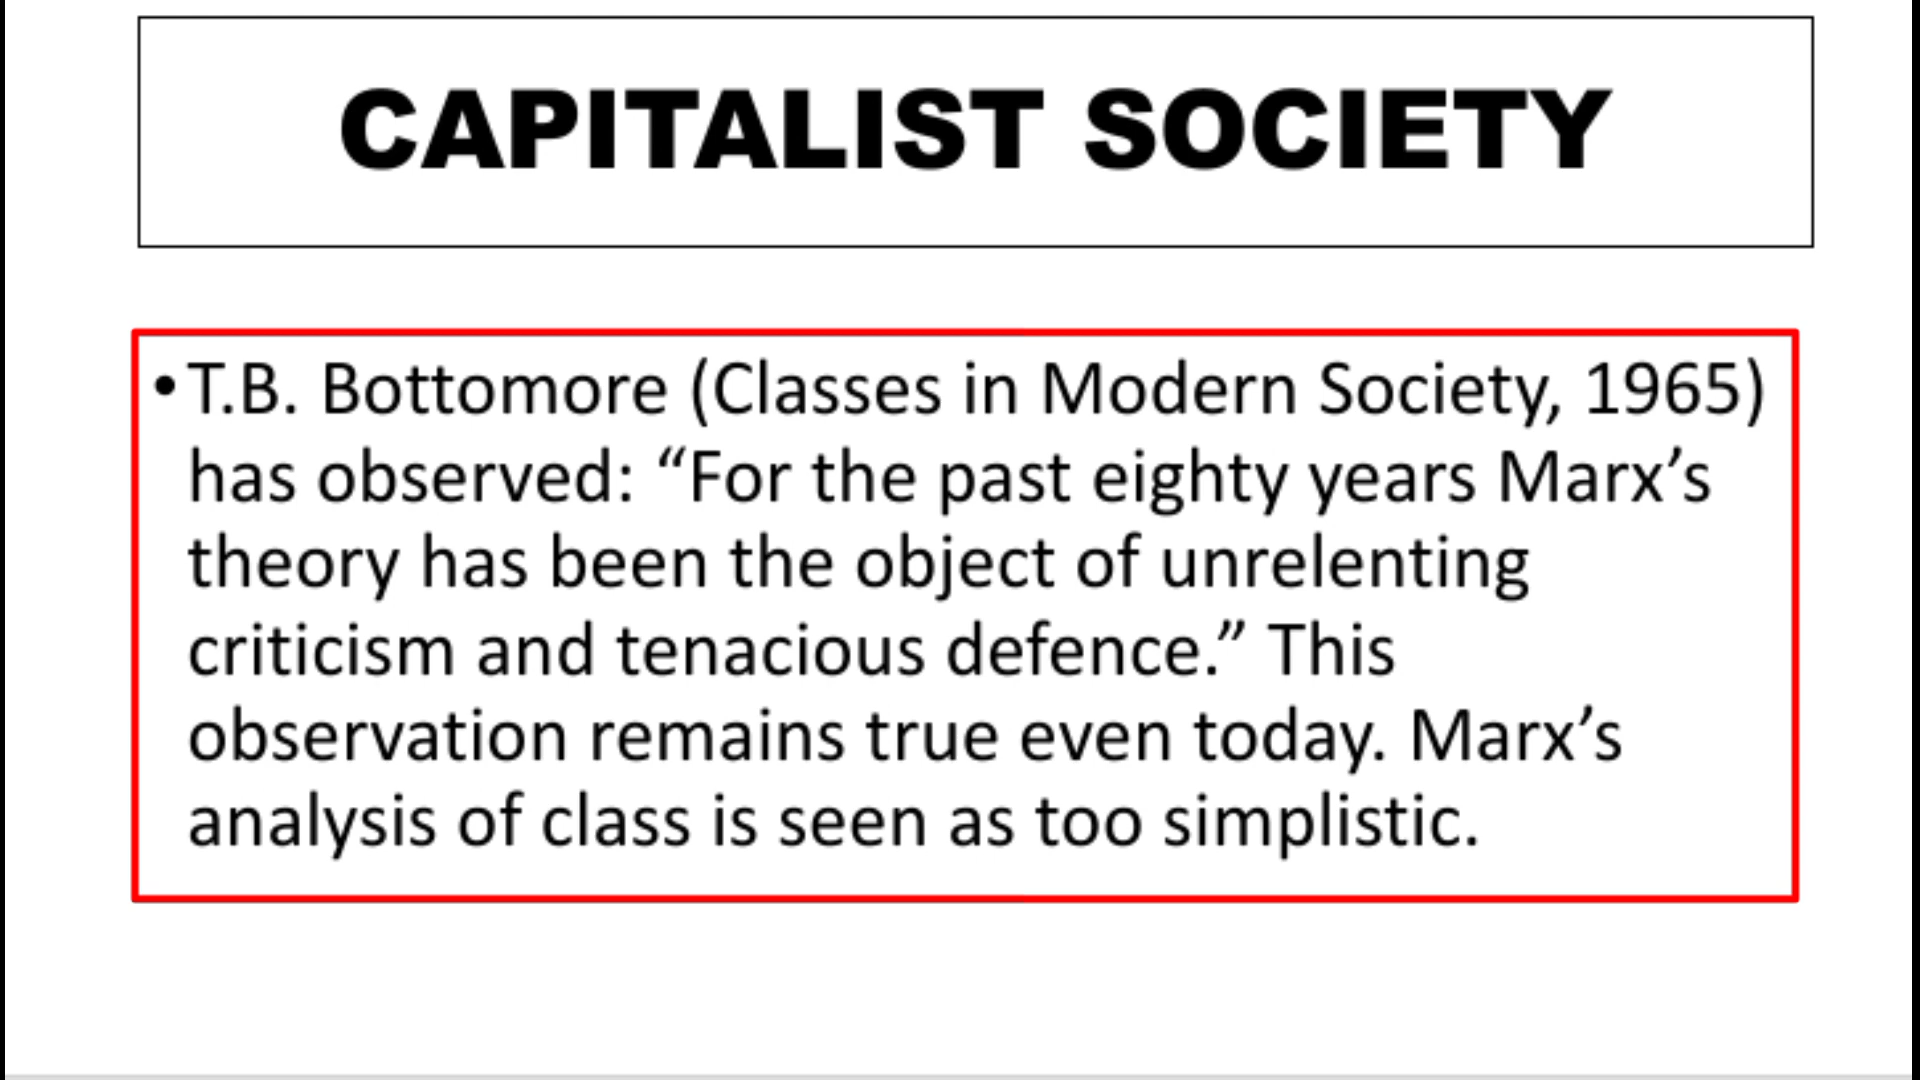 CAPITALIST SOCIETY
•T.B. Bottomore (Classes in Modern Society, 1965)
has observed: “For the past eighty years Marx’s
theory has been the object of unrelenting
criticism and tenacious defence.” This
observation remains true even today. Marx’s
analysis of class is seen as too simplistic.